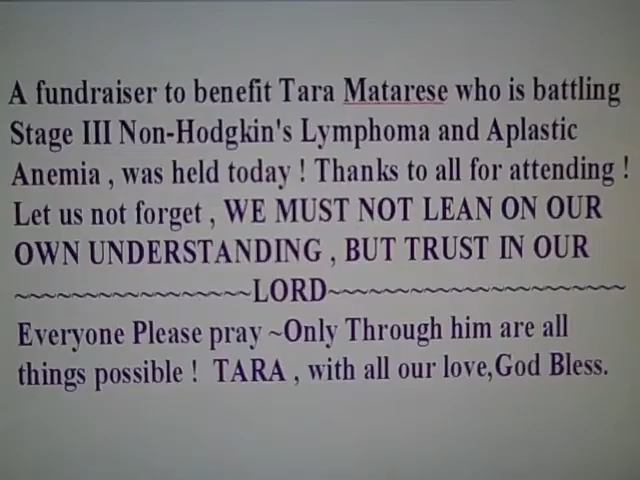 A fundraiser to benefit Tara Matarese who is battling
Stage III Non-Hodgkin's Lymphoma and Aplastic
Anemia , was held today ! Thanks to all for attending !
Let us not forget , WE MUST NOT LEAN ON OUR
OWN UNDERSTANDING , BUT TRUST IN OUR
~~~~~~~~~~~~~~~~~LORD~~~~~~~~~~~~~~~~~~~~~
Everyone Please pray ~Only Through him are all
things possible ! TARA , with all our love,God Bless.